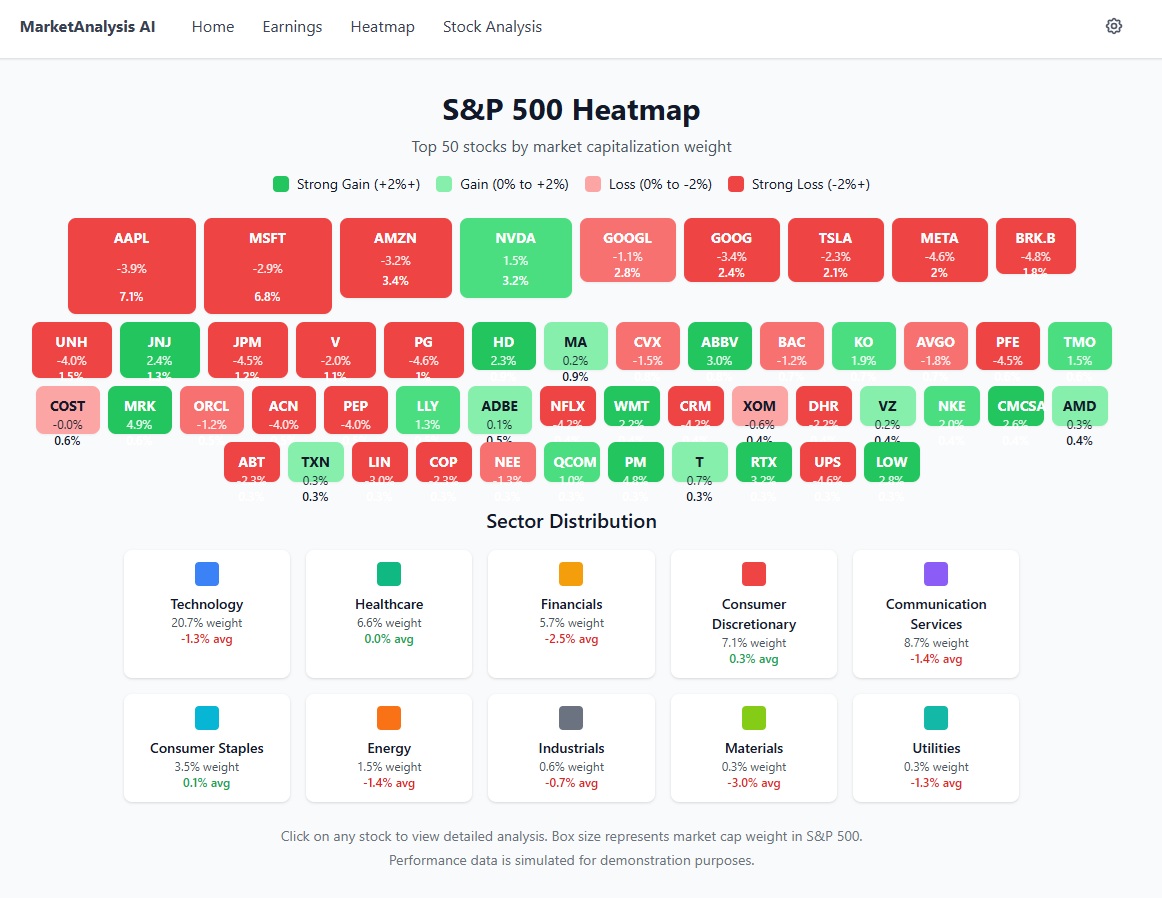 MarketAnalysis AI Home Earnings Heatmap Stock Analysis
S&P 500 Heatmap
Top 50 stocks by market capitalization weight
Strong Gain (+2%+) Gain (0% to +2%) Loss (0% to -2%) Strong Loss (-2%+)
AAPL MSFT AMZN NVDA GOOGL GOOG TSLA META BRK.B
-3.9% -2.9% -3.2% 1.5% -1.1% -3.4% -2.3% -4.6% -4.8%
7.1% 6.8% 3.4% 3.2% 2.8% 2.4% 2.1% 2% 1.8%
UNH JNJ JPM V PG HD MA CVX ABBV BAC KO AVGO PFE TMO
-4.0% 2.4% -4.5% -2.0% -4.6% 2.3% 0.2% -1.5% 3.0% -1.2% 1.9% -1.8% -4.5% 1.5%
1.5% 1.3% 1.2% 1.1% 1% 0.9%
COST MRK ORCL ACN PEP LLY ADBE NFLX WMT CRM XOM DHR VZ NKE CMCSA AMD
-0.0% 4.9% -1.2% -4.0% -4.0% 1.3% 0.1% -4.2% 2.2% -4.2% -0.6% -2.2% 0.2% 2.0% 2.6% 0.3%
0.6% 0.5% 0.4% 0.4% 0.4%
ABT TXN LIN COP NEE QCOM PM T RTX UPS LOW
-2.3% 0.3% -3.0% -2.3% -1.3% 1.0% 4.8% 0.7% 3.2% -4.6% 2.8%
0.3% 0.3%
Sector Distribution
Technology Healthcare Financials Consumer Discretionary Communication Services
20.7% weight 6.6% weight 5.7% weight 7.1% weight 8.7% weight
-1.3% avg 0.0% avg -2.5% avg 0.3% avg -1.4% avg
Consumer Staples Energy Industrials Materials Utilities
3.5% weight 1.5% weight 0.6% weight 0.3% weight 0.3% weight
0.1% avg -1.4% avg -0.7% avg -3.0% avg -1.3% avg
Click on any stock to view detailed analysis. Box size represents market cap weight in S&P 500.
Performance data is simulated for demonstration purposes.